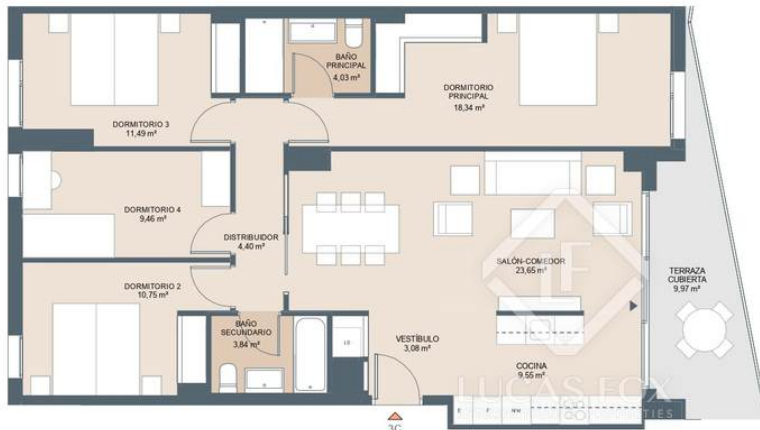 BAÑO
PRINCIPAL
4,03 m²
DORMITORIO
PRINCIPAL
18,34 m²
DORMITORIO 3
11,49 m²
DORMITORIO 4
9,46 m²
DISTRIBUIDOR
4,40 m²
SALÓN-COMEDOR
23,65 m²
TERRAZA
CUBIERTA
9,97 m²
DORMITORIO 2
10,75 m²
BAÑO
SECUNDARIO
3,84 m²
VESTÍBULO
3,08 m²
COCINA
9,55 m²
LUCAS FOX
PROPERTIES
3C